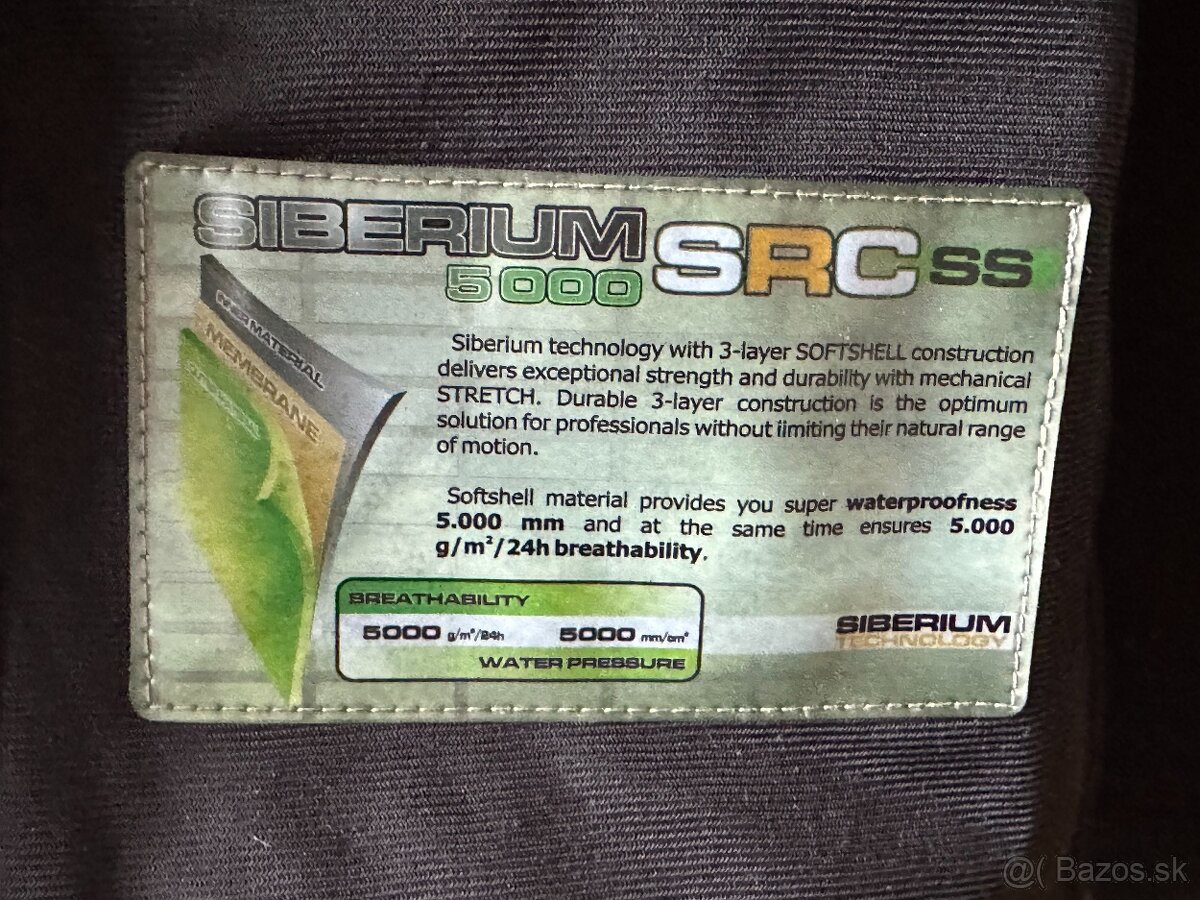 SIBERIUM
5000
SRC SS
MATERIAL
MEMBRANE
Siberium technology with 3-layer SOFTSHELL construction
delivers exceptional strength and durability with mechanical
STRETCH. Durable 3-layer construction is the optimum
solution for professionals without limiting their natural range
of motion.
Softshell material provides you super waterproofness
5.000 mm and at the same time ensures 5.000
g/m²/24h breathability.
BREATHABILITY
5000 g/m²/24h 5000 mm/cm²
WATER PRESSURE
SIBERIUM
TECHNOLOGY
@( Bazos.sk